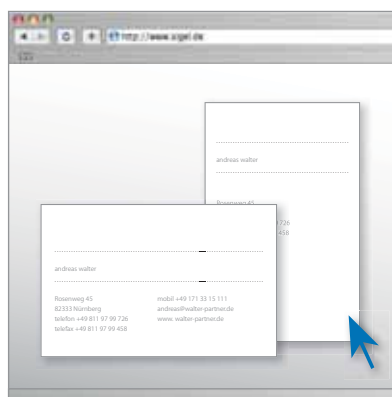 http://www.sigel.de
andreas walter
Rosenweg 45
726
458
andreas walter
Rosenweg 45
82333 Nürnberg
telefon +49 811 97 99 726
telefax +49 811 97 99 458
mobil +49 171 33 15 111
andreas@walter-partner.de
www. walter-partner.de